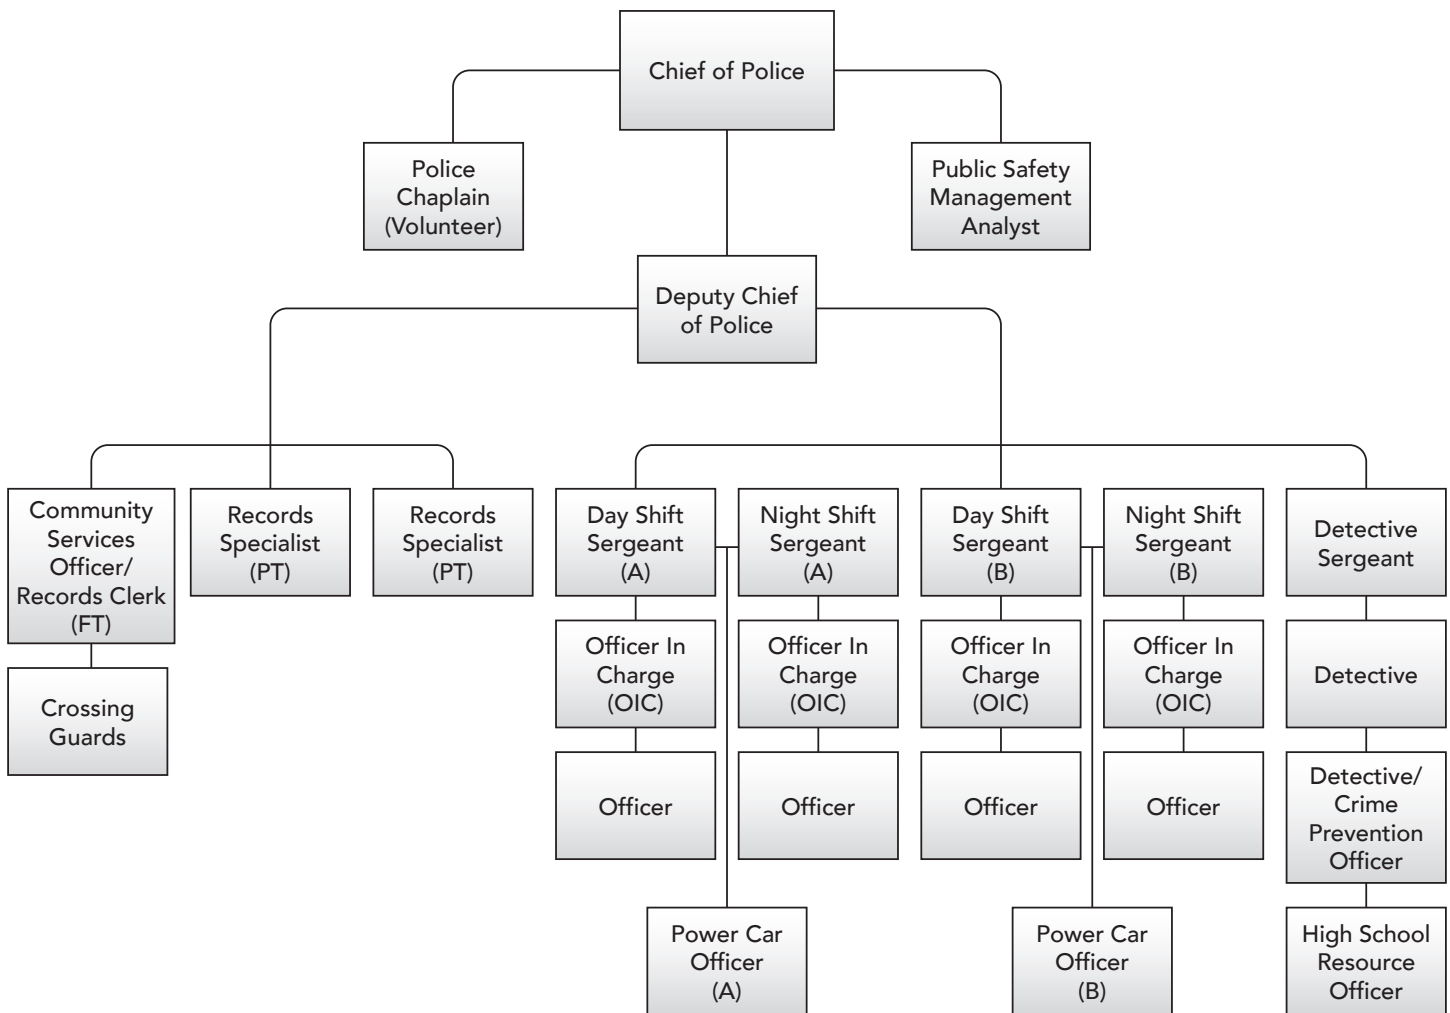 Chief of Police
Police
Chaplain
(Volunteer)
Public Safety
Management
Analyst
Deputy Chief
of Police
Community
Services
Officer/
Records Clerk
(FT)
Records
Specialist
(PT)
Records
Specialist
(PT)
Day Shift
Sergeant
(A)
Night Shift
Sergeant
(A)
Day Shift
Sergeant
(B)
Night Shift
Sergeant
(B)
Detective
Sergeant
Crossing
Guards
Officer In
Charge
(OIC)
Officer In
Charge
(OIC)
Officer In
Charge
(OIC)
Officer In
Charge
(OIC)
Detective
Officer
Officer
Officer
Officer
Detective/
Crime
Prevention
Officer
Power Car
Officer
(A)
Power Car
Officer
(B)
High School
Resource
Officer